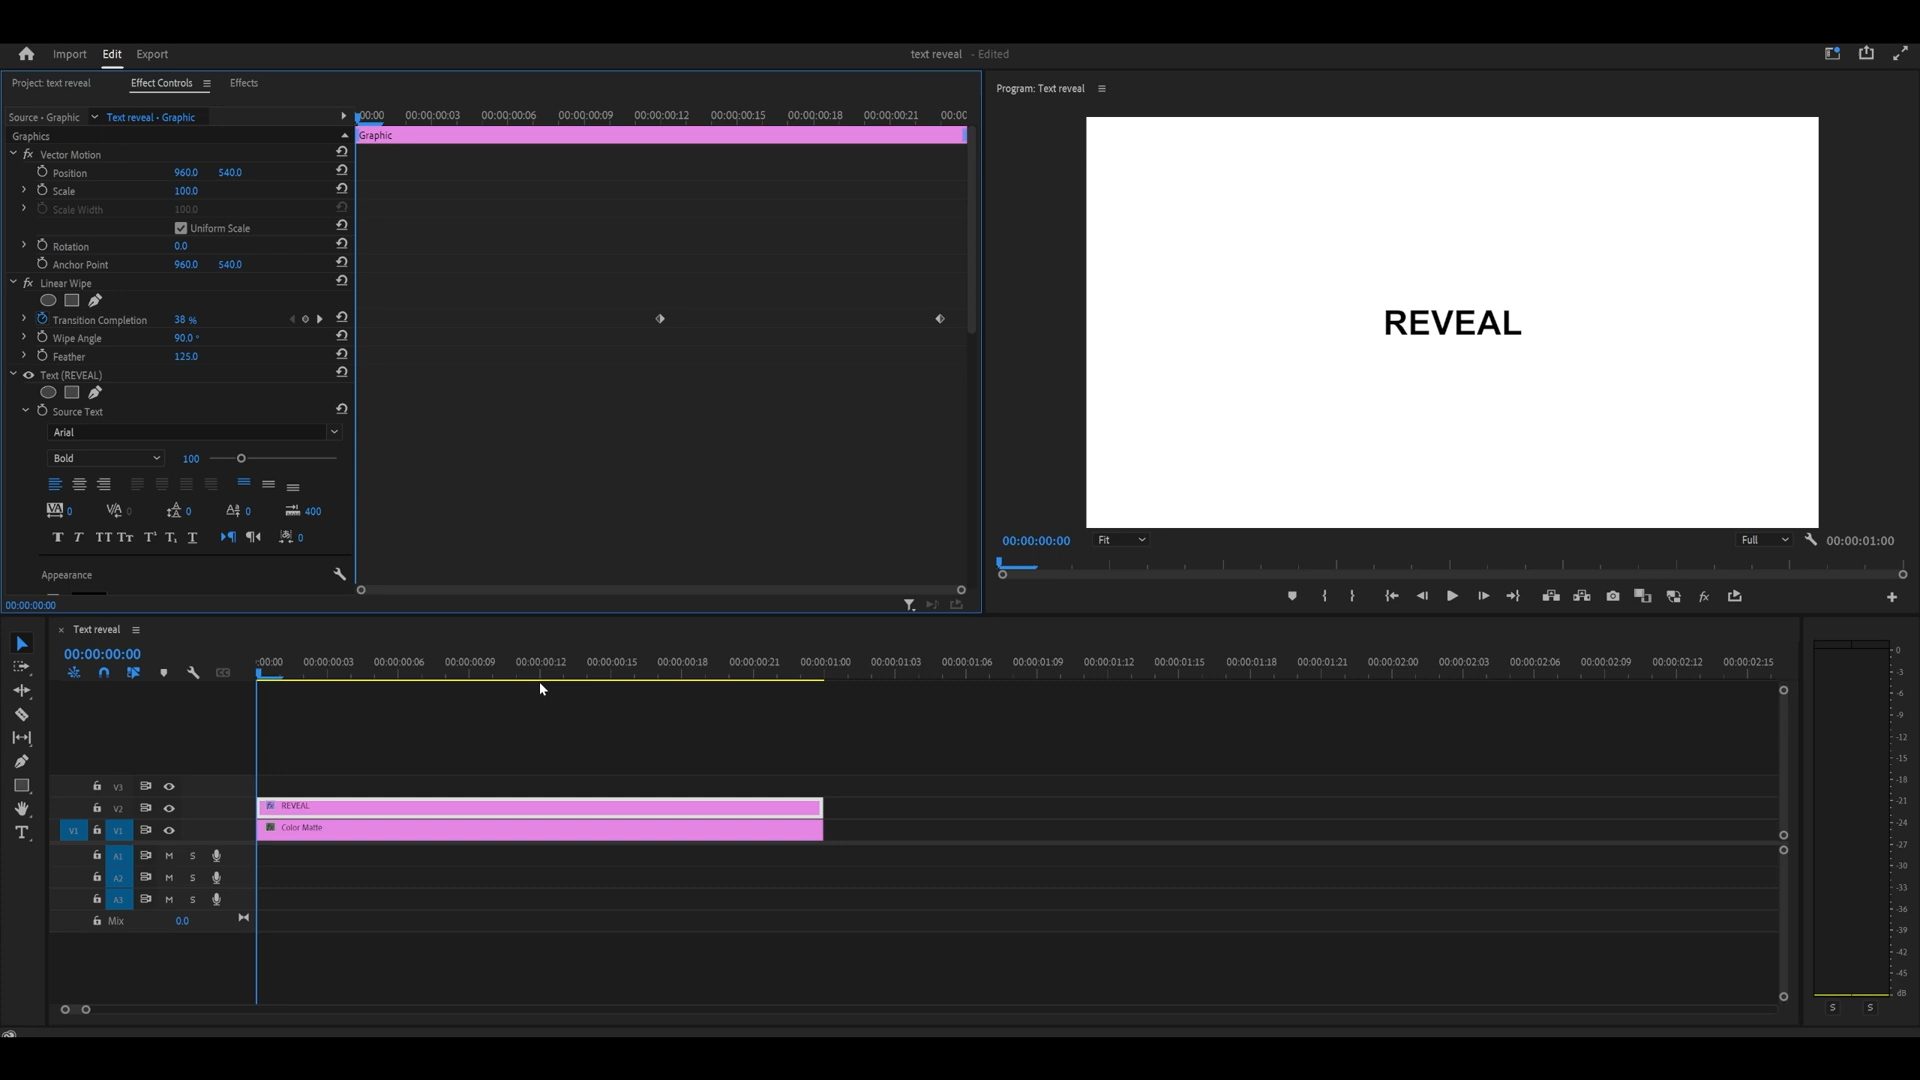 Import Edit Export text reveal - Edited
Project: text reveal Effect Controls Effects
Program: Text reveal
Source • Graphic Text reveal • Graphic
:00:00 00:00:00:03 00:00:00:06 00:00:00:09 00:00:00:12 00:00:00:15 00:00:00:18 00:00:00:21 00:00
Graphics
Graphic
fx Vector Motion
Position 960.0 540.0
Scale 100.0
Scale Width 100.0
Uniform Scale
Rotation 0.0
Anchor Point 960.0 540.0
fx Linear Wipe
Transition Completion 38 %
Wipe Angle 90.0 °
Feather 125.0
Text (REVEAL)
Source Text
Arial
Bold 100
VA 0 V/A 0 A 0 Aa 0 400
T T TT Tt T¹ T₁ T 0
Appearance
00:00:00:00
REVEAL
00:00:00:00 Fit Full 00:00:01:00
fx
Text reveal
00:00:00:00
:00:00 00:00:00:03 00:00:00:06 00:00:00:09 00:00:00:12 00:00:00:15 00:00:00:18 00:00:00:21 00:00:01:00 00:00:01:03 00:00:01:06 00:00:01:09 00:00:01:12 00:00:01:15 00:00:01:18 00:00:01:21 00:00:02:00 00:00:02:03 00:00:02:06 00:00:02:09 00:00:02:12 00:00:02:15
CC
V3
V2 fx REVEAL
V1 V1 fx Color Matte
A1 M S
A2 M S
A3 M S
Mix 0.0
T
0
-3
-6
-9
-12
-15
-18
-21
-24
-27
-30
-33
-36
-39
-42
-45
dB
S S